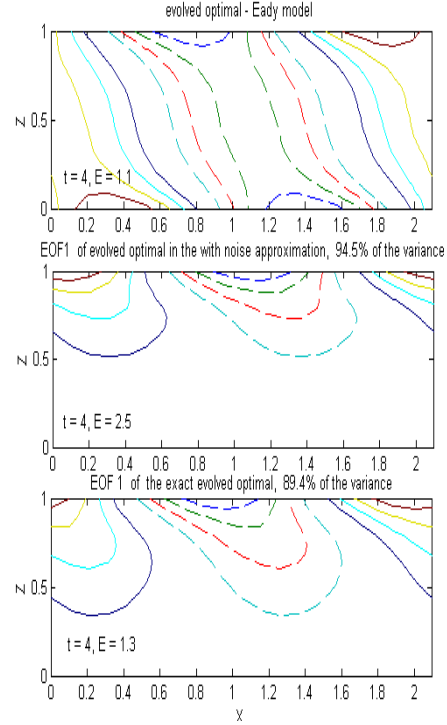 evolved optimal - Eady model
1
0.5
0
z
t = 4, E = 1.1
0 0.2 0.4 0.6 0.8 1 1.2 1.4 1.6 1.8 2
EOF1 of evolved optimal in the with noise approximation, 94.5% of the variance
1
0.5
0
z
t = 4, E = 2.5
0 0.2 0.4 0.6 0.8 1 1.2 1.4 1.6 1.8 2
EOF 1 of the exact evolved optimal, 89.4% of the variance
1
0.5
0
z
t = 4, E = 1.3
0 0.2 0.4 0.6 0.8 1 1.2 1.4 1.6 1.8 2
x